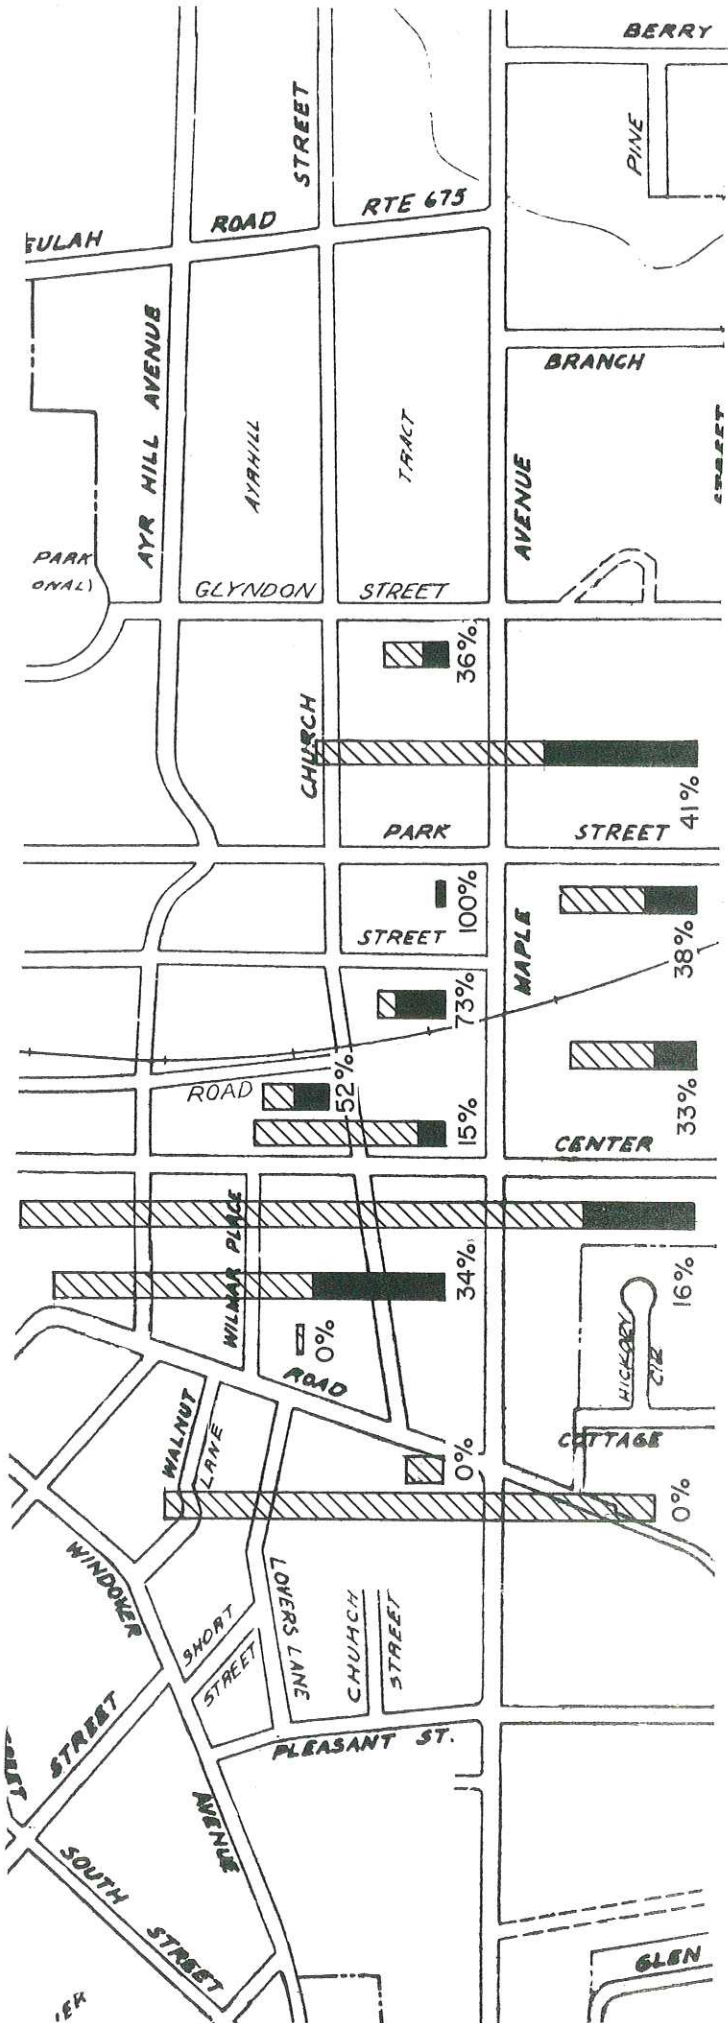 BERRY
STREET
PINE
RTE 675
ROAD
EULAH
BRANCH
AYR HILL AVENUE
AYRHILL
TRACT
AVENUE
STREET
PARK
ONAL)
GLYNDON STREET
36%
CHURCH
41%
PARK STREET
100%
STREET
MAPLE
38%
73%
ROAD
52%
15%
33%
CENTER
WILMAR PLACE
34%
16%
0%
HICKORY
CIR
ROAD
WALNUT
LANE
COTTAGE
0%
0%
WINDOVER
SHORT
STREET
LOVERS LANE
CHURCH
STREET
STREET
PLEASANT ST.
AVENUE
SOUTH STREET
GLEN